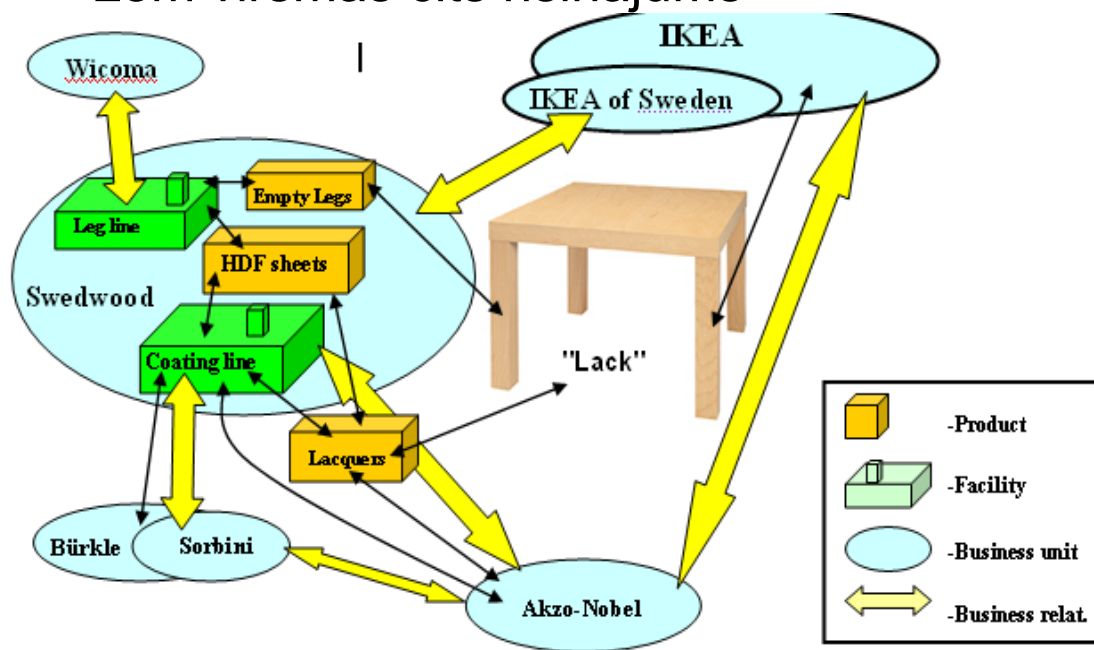 IKEA
Wicoma
IKEA of Sweden
Empty Legs
Leg line
HDF sheets
Swedwood
Coating line
"Lack"
Lacquers
-Product
-Facility
Bürkle
Sorbini
-Business unit
Akzo-Nobel
-Business relat.